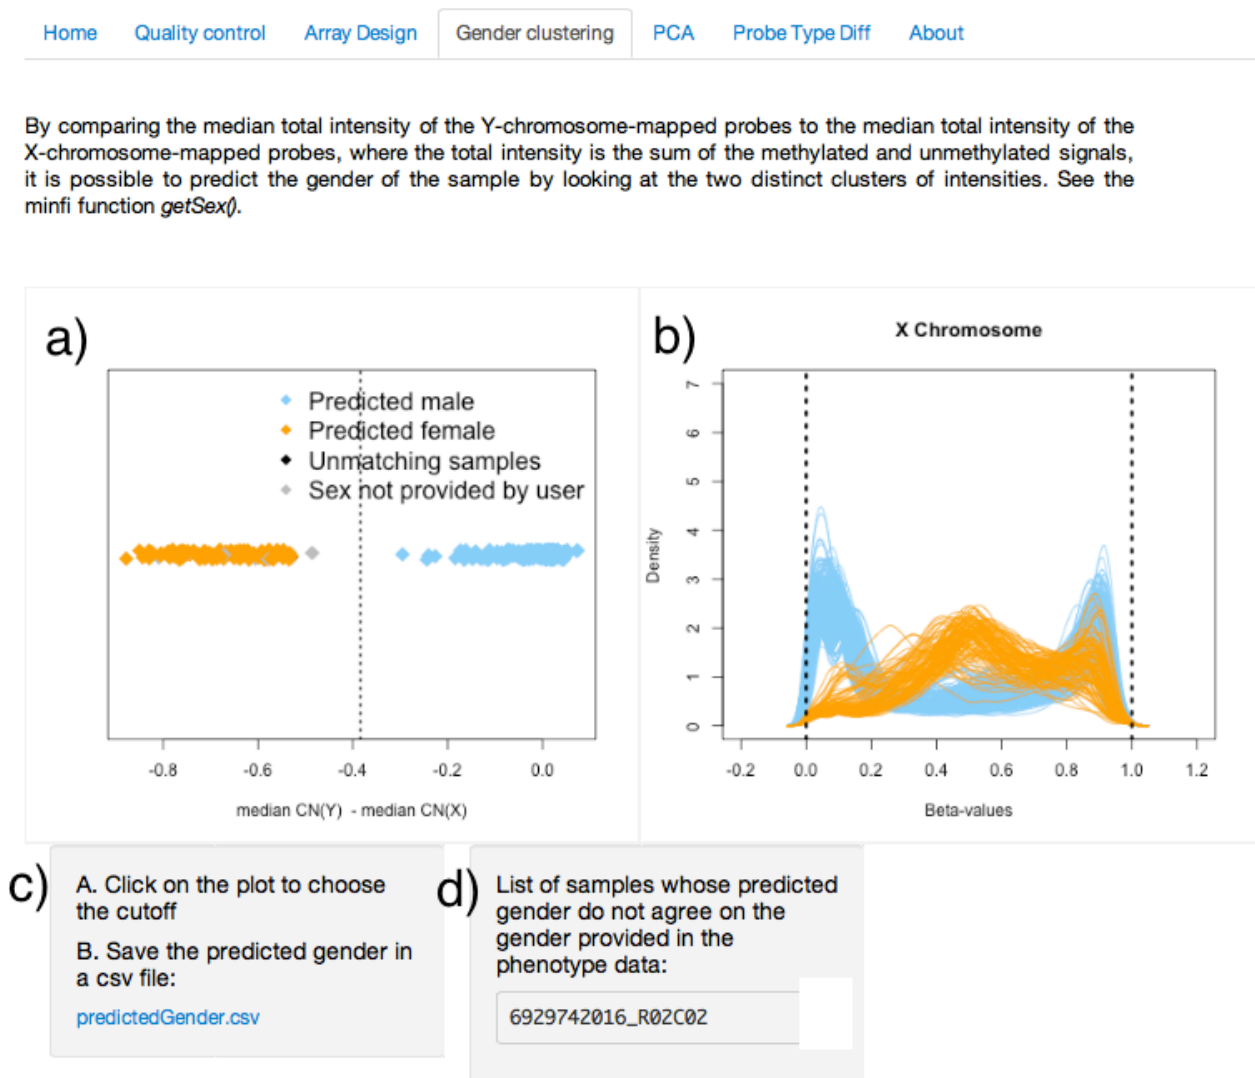 Home Quality control Array Design Gender clustering PCA Probe Type Diff About
By comparing the median total intensity of the Y-chromosome-mapped probes to the median total intensity of the
X-chromosome-mapped probes, where the total intensity is the sum of the methylated and unmethylated signals,
it is possible to predict the gender of the sample by looking at the two distinct clusters of intensities. See the
minfi function getSex().
a)
Predicted male
Predicted female
Unmatching samples
Sex not provided by user
-0.8 -0.6 -0.4 -0.2 0.0
median CN(Y) - median CN(X)
b)
X Chromosome
Density
7
6
5
4
3
2
1
0
-0.2 0.0 0.2 0.4 0.6 0.8 1.0 1.2
Beta-values
c)
A. Click on the plot to choose
the cutoff
B. Save the predicted gender in
a csv file:
predictedGender.csv
d)
List of samples whose predicted
gender do not agree on the
gender provided in the
phenotype data:
6929742016_R02C02